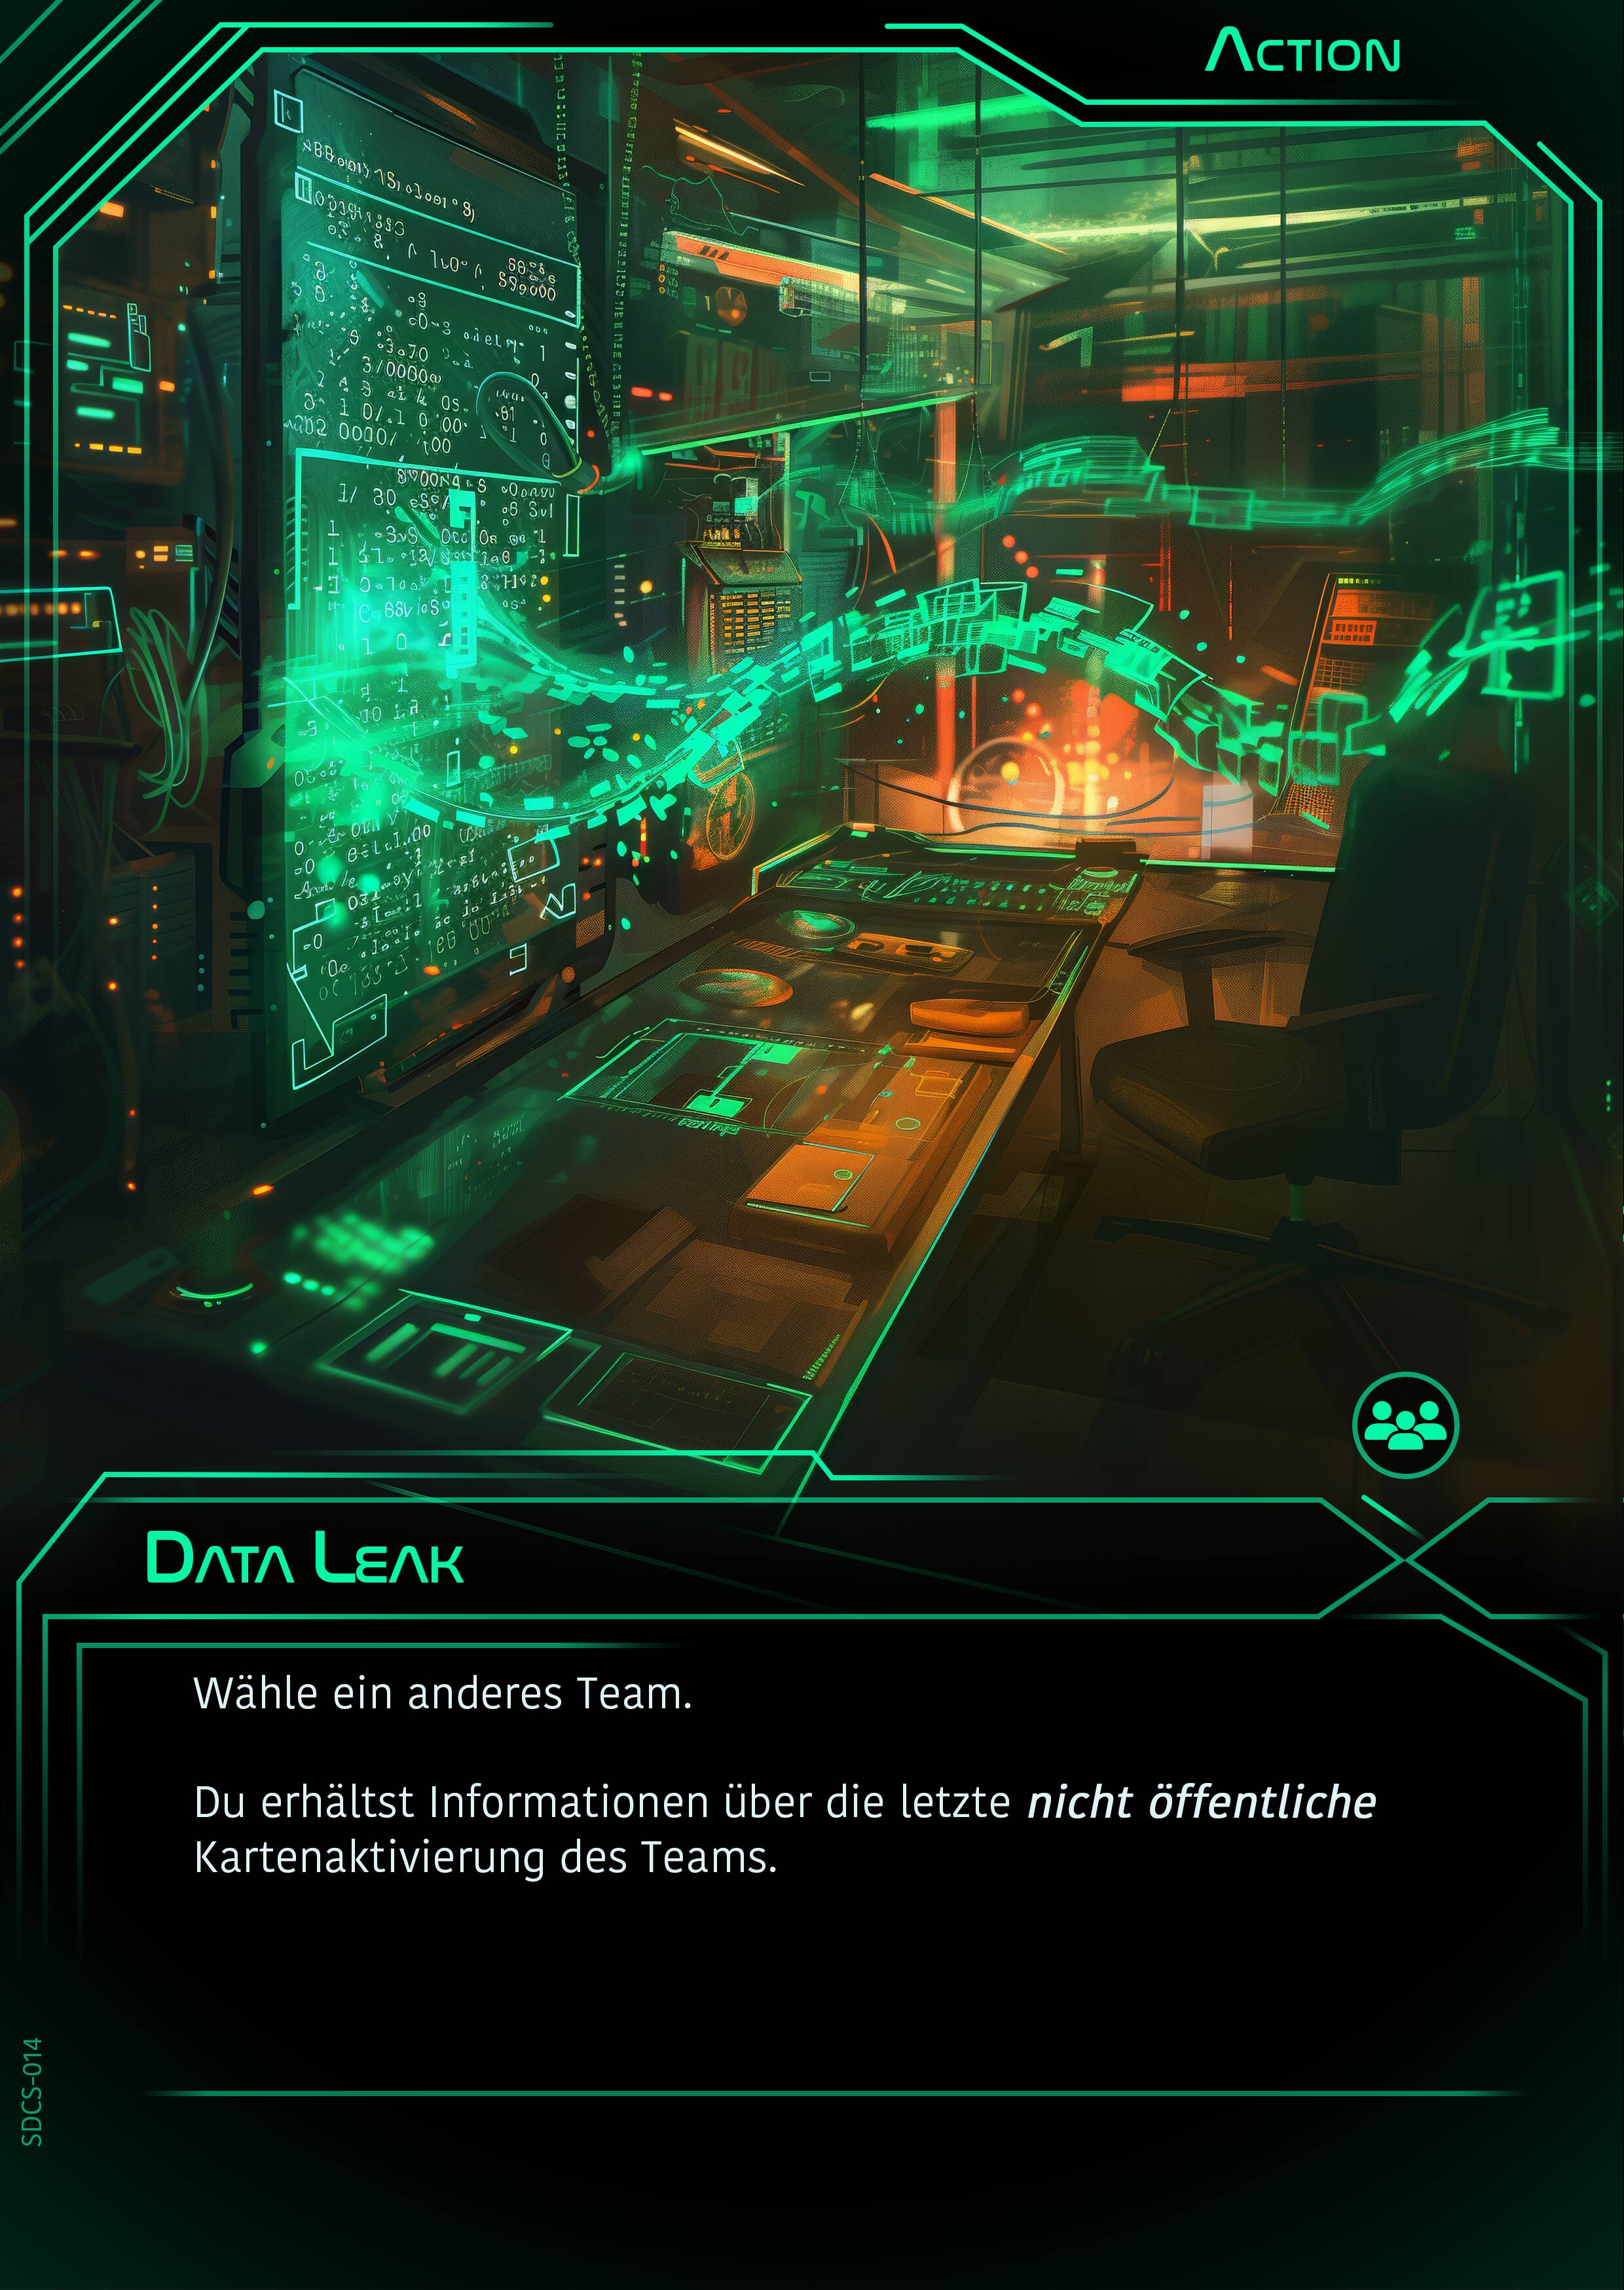 Action
Data Leak
Wähle ein anderes Team.
Du erhältst Informationen über die letzte nicht öffentliche
Kartenaktivierung des Teams.
SDCS-014